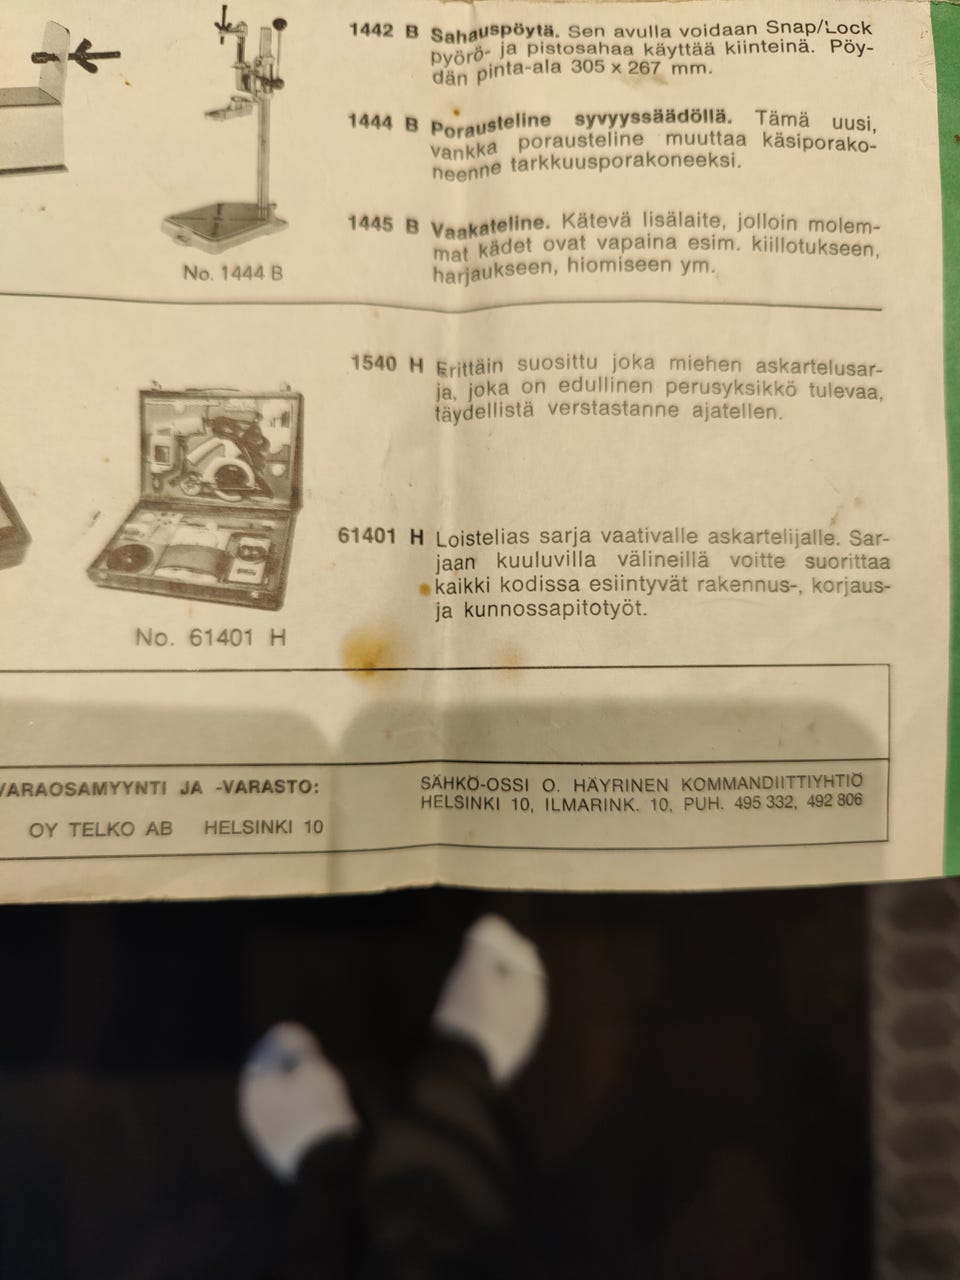 1442 B Sahauspöytä. Sen avulla voidaan Snap/Lock
pyörö- ja pistosahaa käyttää kiinteinä. Pöy-
dän pinta-ala 305 x 267 mm.
1444 B Porausteline syvyyssäädöllä. Tämä uusi,
vankka porausteline muuttaa käsiporako-
neenne tarkkuusporakoneeksi.
No. 1444 B
1445 B Vaakateline. Kätevä lisälaite, jolloin molem-
mat kädet ovat vapaina esim. kiillotukseen,
harjaukseen, hiomiseen ym.
1540 H Erittäin suosittu joka miehen askartelusar-
ja, joka on edullinen perusyksikkö tulevaa,
täydellistä verstastanne ajatellen.
61401 H Loistelias sarja vaativalle askartelijalle. Sar-
jaan kuuluvilla välineillä voitte suorittaa
kaikki kodissa esiintyvät rakennus-, korjaus-
ja kunnossapitotyöt.
No. 61401 H
VARAOSAMYYNTI JA -VARASTO:
OY TELKO AB HELSINKI 10
SÄHKÖ-OSSI O. HÄYRINEN KOMMANDIITTIYHTIÖ
HELSINKI 10, ILMARINK. 10, PUH. 495 332, 492 806